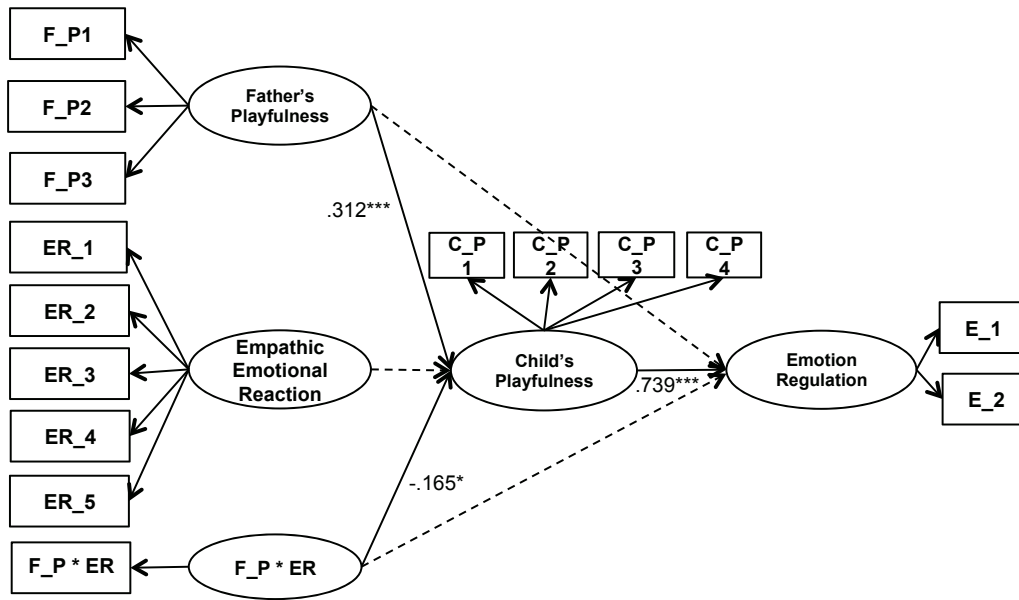 F_P1
F_P2
F_P3
Father's
Playfulness
.312***
ER_1
ER_2
ER_3
ER_4
ER_5
Empathic
Emotional
Reaction
C_P
1
C_P
2
C_P
3
C_P
4
Child's
Playfulness
.739***
Emotion
Regulation
E_1
E_2
-.165*
F_P * ER
F_P * ER